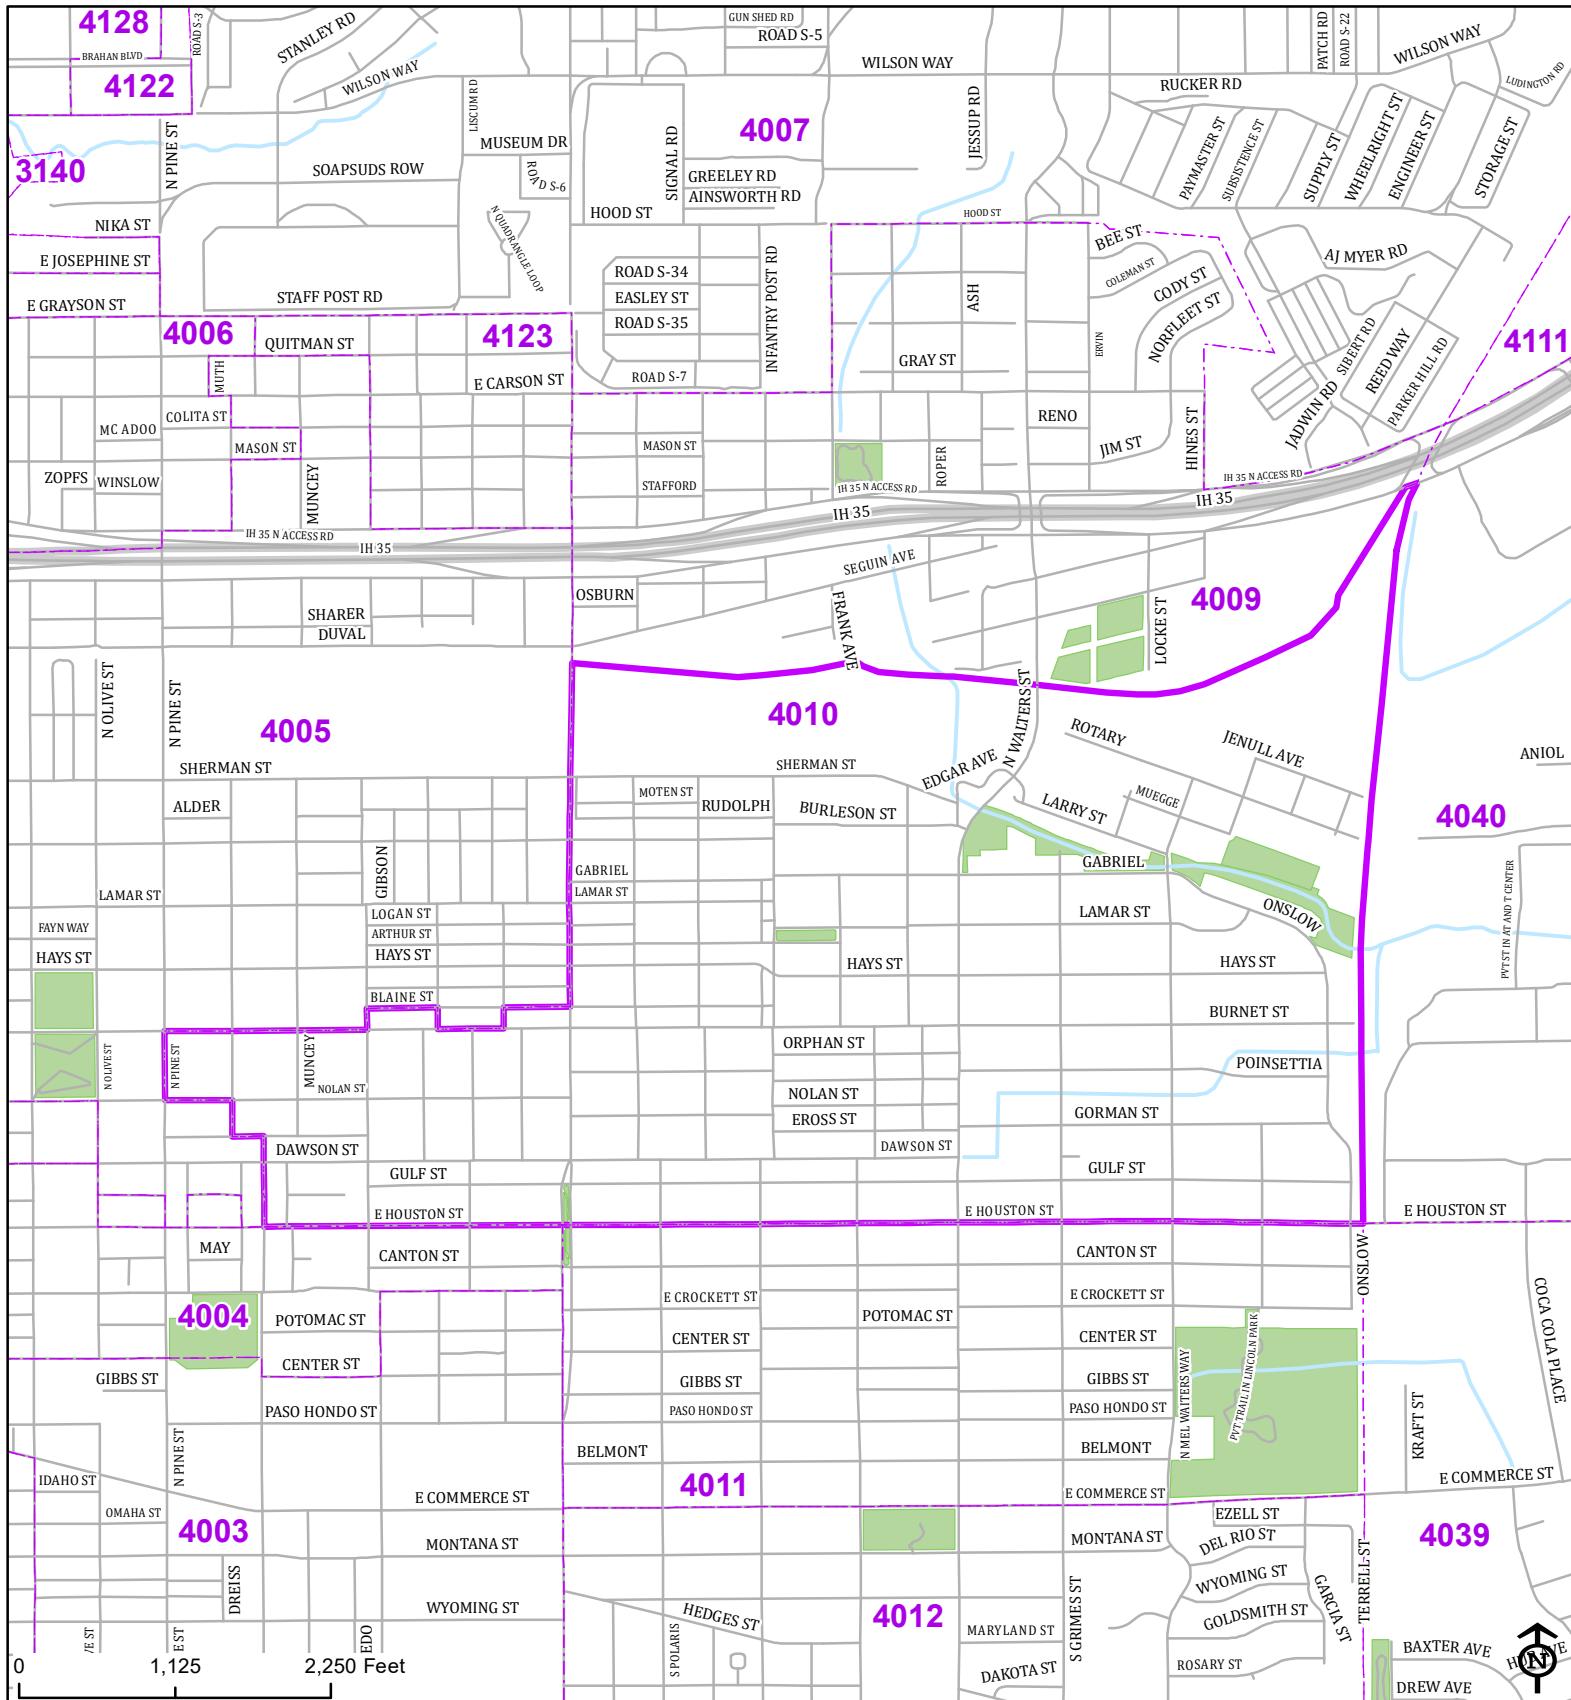 4128
BRAHAN BLVD
4122
ROAD S-3
STANLEY RD
WILSON WAY
GUN SHED RD
ROAD S-5
WILSON WAY
PATCH RD
ROAD S-22
WILSON WAY
LUDINGTON RD
RUCKER RD
LISCUM RD
MUSEUM DR
ROAD S-6
SIGNAL RD
4007
JESSUP RD
PAYMASTER ST
SUBSISTENCE ST
SUPPLY ST
WHEELRIGHT ST
ENGINEER ST
STORAGE ST
3140
N PINE ST
SOAPSUDS ROW
GREELEY RD
AINSWORTH RD
NIKA ST
N QUADRANGLE LOOP
HOOD ST
HOOD ST
BEE ST
COLEMAN ST
CODY ST
NORFLEET ST
AJ MYER RD
E JOSEPHINE ST
E GRAYSON ST
STAFF POST RD
ROAD S-34
EASLEY ST
ROAD S-35
INFANTRY POST RD
ASH
ERVIN
4006
QUITMAN ST
4123
SIBERT RD
REED WAY
PARKER HILL RD
4111
MUTH
E CARSON ST
ROAD S-7
GRAY ST
COLITA ST
MC ADOO
MASON ST
MASON ST
RENO
JIM ST
HINES ST
JADWIN RD
ZOPFS
WINSLOW
MUNCEY
STAFFORD
ROPER
IH 35 N ACCESS RD
IH 35 N ACCESS RD
IH 35
IH 35
IH 35 N ACCESS RD
IH 35
SEGUIN AVE
OSBURN
FRANK AVE
4009
LOCKE ST
SHARER
DUVAL
N OLIVE ST
N PINE ST
4005
4010
N WALTERS ST
ROTARY
JENULL AVE
ANIOL
SHERMAN ST
SHERMAN ST
EDGAR AVE
ALDER
MOTEN ST
RUDOLPH
BURLESON ST
LARRY ST
MUEGGE
4040
GIBSON
GABRIEL
GABRIEL
LAMAR ST
LAMAR ST
LAMAR ST
ONSLOW
PVT ST IN AT AND T CENTER
FAYN WAY
LOGAN ST
ARTHUR ST
HAYS ST
HAYS ST
HAYS ST
HAYS ST
BLAINE ST
BURNET ST
N OLIVE ST
N PINE ST
MUNCEY
NOLAN ST
ORPHAN ST
POINSETTIA
NOLAN ST
EROSS ST
GORMAN ST
DAWSON ST
DAWSON ST
GULF ST
GULF ST
E HOUSTON ST
E HOUSTON ST
E HOUSTON ST
MAY
CANTON ST
CANTON ST
ONSLOW
COCA COLA PLACE
4004
POTOMAC ST
E CROCKETT ST
POTOMAC ST
E CROCKETT ST
CENTER ST
CENTER ST
CENTER ST
N MEL WAITERS WAY
PVT TRAIL IN LINCOLN PARK
GIBBS ST
GIBBS ST
GIBBS ST
PASO HONDO ST
PASO HONDO ST
PASO HONDO ST
KRAFT ST
N PINE ST
BELMONT
BELMONT
IDAHO ST
4011
E COMMERCE ST
E COMMERCE ST
E COMMERCE ST
OMAHA ST
4003
EZELL ST
MONTANA ST
MONTANA ST
DEL RIO ST
4039
DREISS
WYOMING ST
WYOMING ST
HEDGES ST
4012
S GRIMES ST
GOLDSMITH ST
GARCIA ST
TERRELL ST
VE ST
E ST
EDO
S POLARIS
MARYLAND ST
DAKOTA ST
ROSARY ST
BAXTER AVE
DREW AVE
N
0 1,125 2,250 Feet